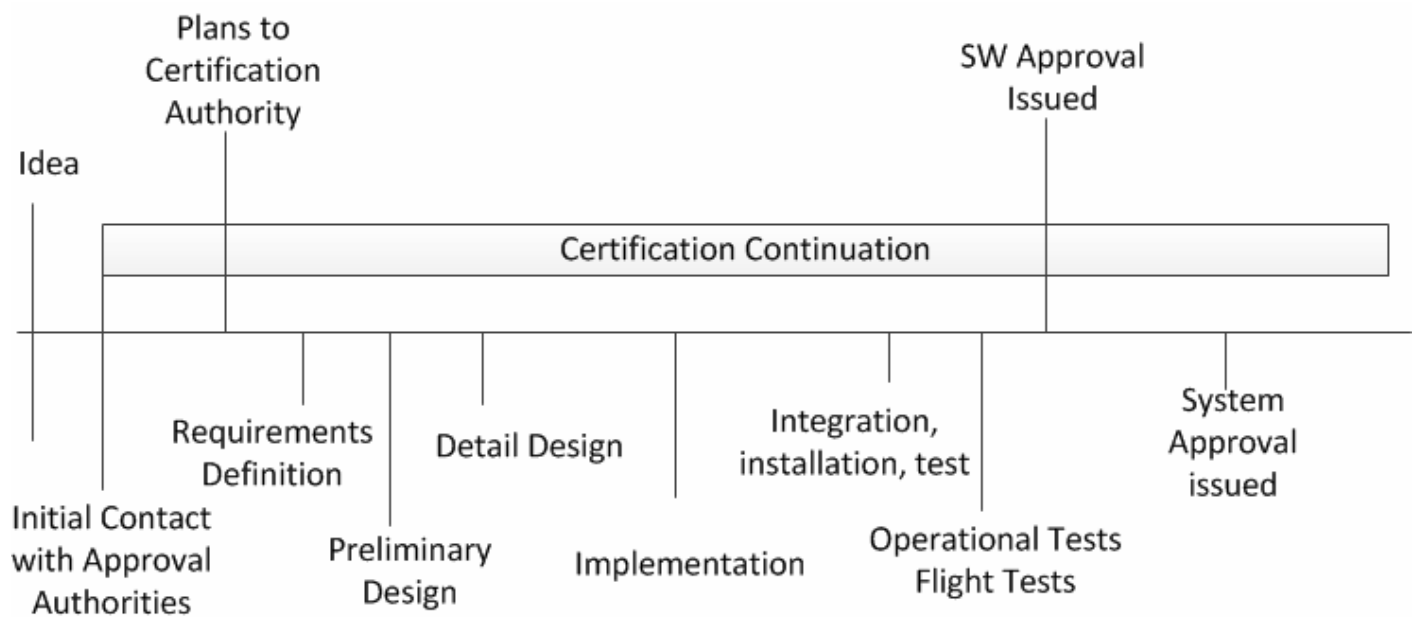 Plans to
Certification
Authority
SW Approval
Issued
Idea
Certification Continuation
Requirements
Definition
Detail Design
Integration,
installation, test
System
Approval
issued
Initial Contact
with Approval
Authorities
Preliminary
Design
Implementation
Operational Tests
Flight Tests